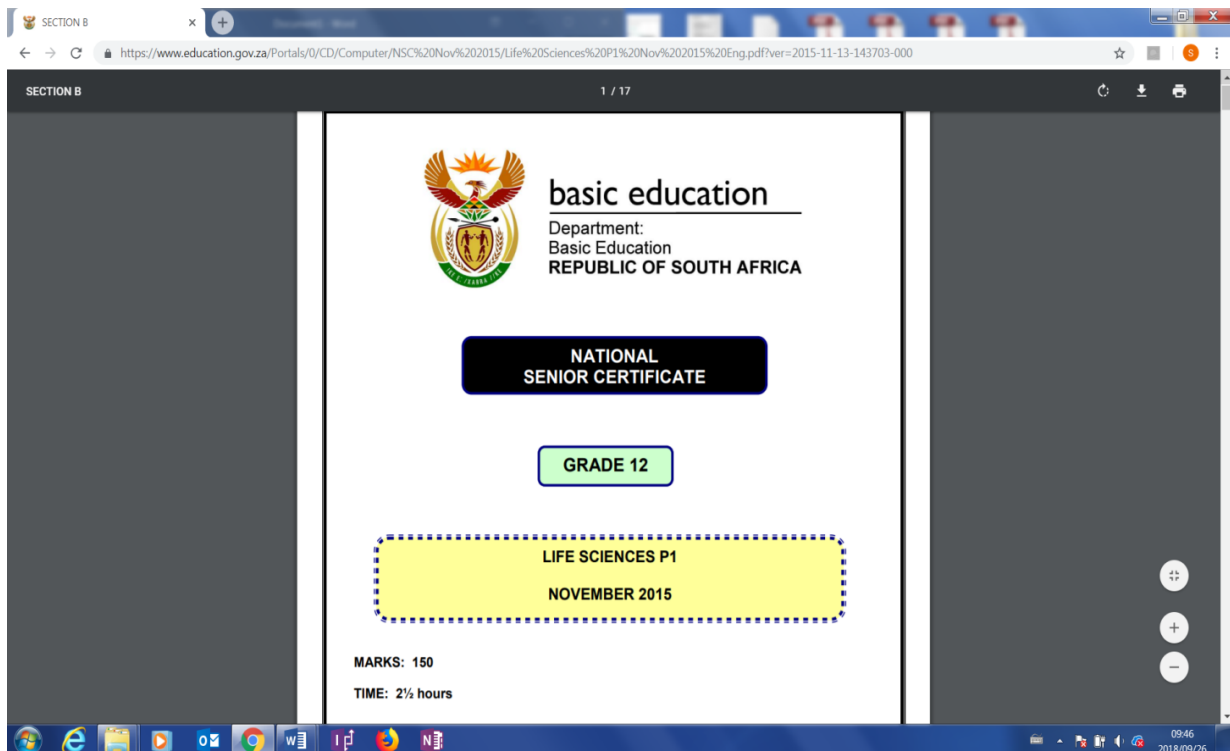 SECTION B
https://www.education.gov.za/Portals/0/CD/Computer/NSC%20Nov%202015/Life%20Sciences%20P1%20Nov%202015%20Eng.pdf?ver=2015-11-13-143703-000
S
SECTION B
1 / 17
basic education
Department:
Basic Education
REPUBLIC OF SOUTH AFRICA
NATIONAL
SENIOR CERTIFICATE
GRADE 12
LIFE SCIENCES P1
NOVEMBER 2015
MARKS: 150
TIME: 2½ hours
09:46
2018/09/26